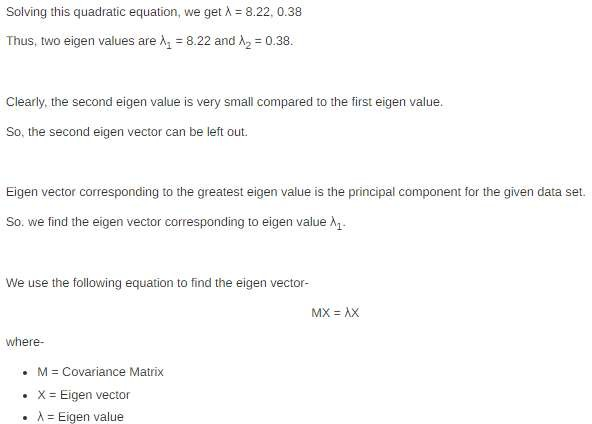 Solving this quadratic equation, we get λ = 8.22, 0.38
Thus, two eigen values are λ₁ = 8.22 and λ₂ = 0.38.
Clearly, the second eigen value is very small compared to the first eigen value.
So, the second eigen vector can be left out.
Eigen vector corresponding to the greatest eigen value is the principal component for the given data set.
So. we find the eigen vector corresponding to eigen value λ₁.
We use the following equation to find the eigen vector-
MX = λX
where-
• M = Covariance Matrix
• X = Eigen vector
• λ = Eigen value